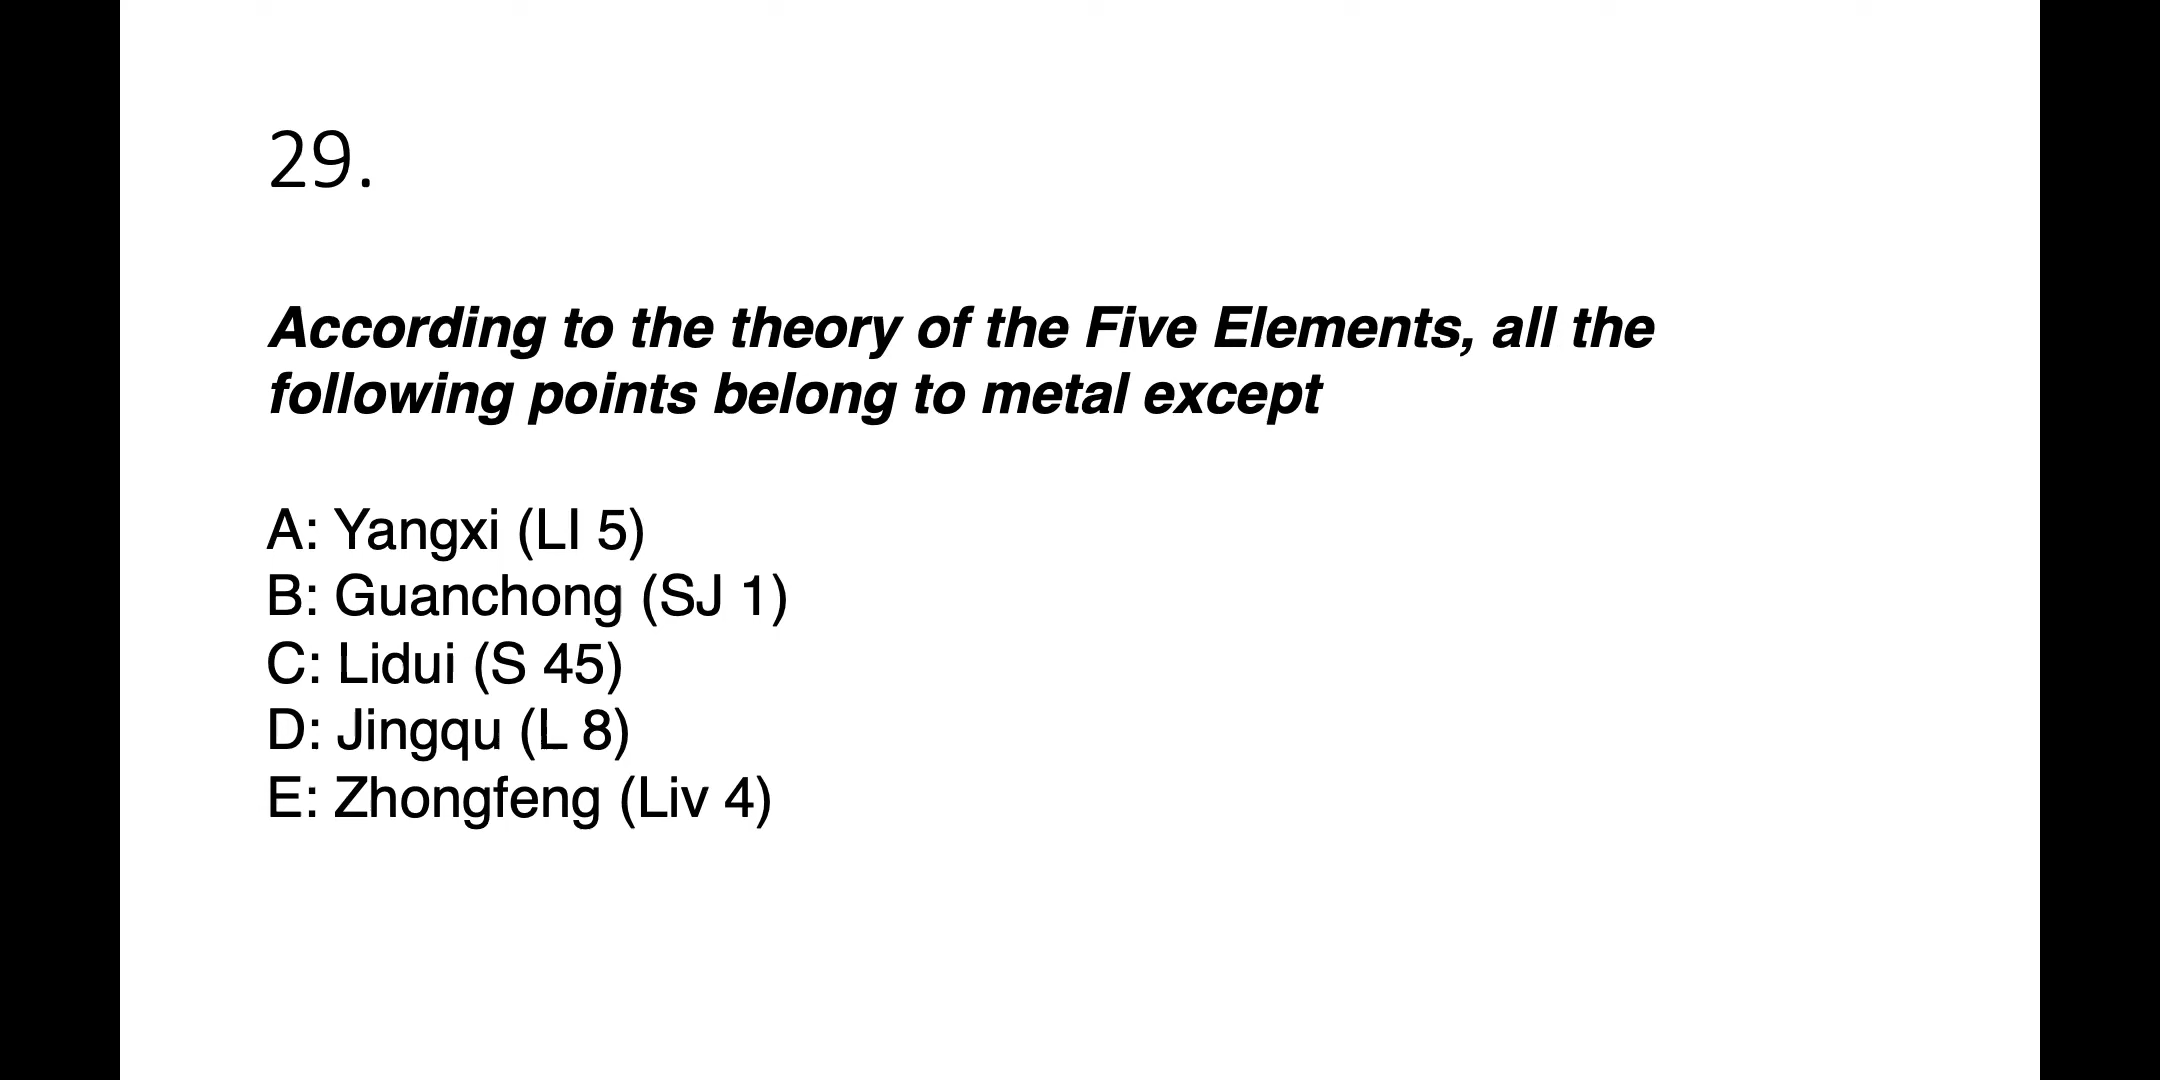 29.
According to the theory of the Five Elements, all the
following points belong to metal except
A: Yangxi (LI 5)
B: Guanchong (SJ 1)
C: Lidui (S 45)
D: Jingqu (L 8)
E: Zhongfeng (Liv 4)